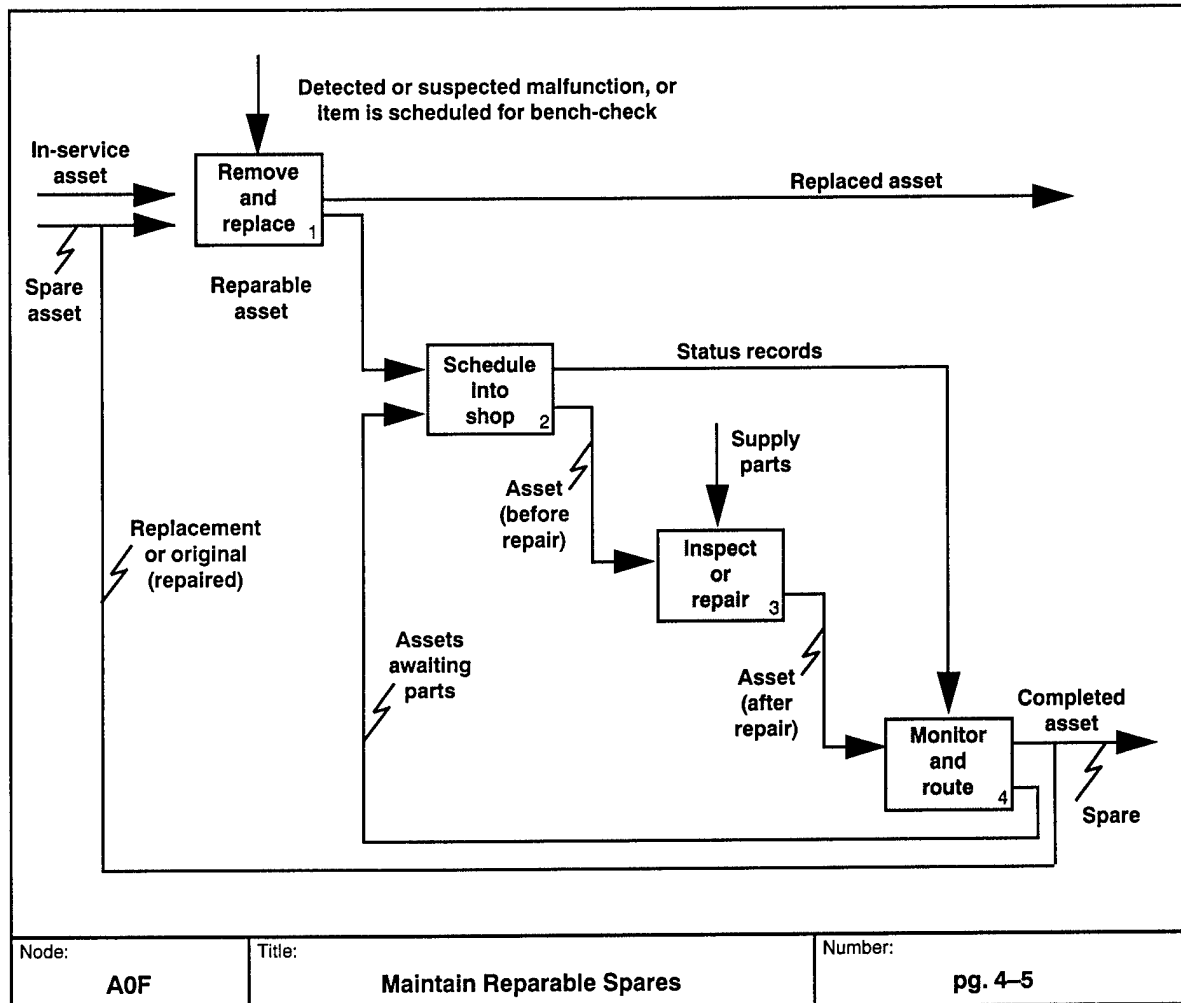 Detected or suspected malfunction, or
item is scheduled for bench-check
In-service
asset
Remove
and
replace
1
Replaced asset
Spare
asset
Reparable
asset
Schedule
into
shop
2
Status records
Supply
parts
Asset
(before
repair)
Replacement
or original
(repaired)
Inspect
or
repair
3
Assets
awaiting
parts
Asset
(after
repair)
Completed
asset
Monitor
and
route
4
Spare
Node:
A0F
Title:
Maintain Reparable Spares
Number:
pg. 4–5